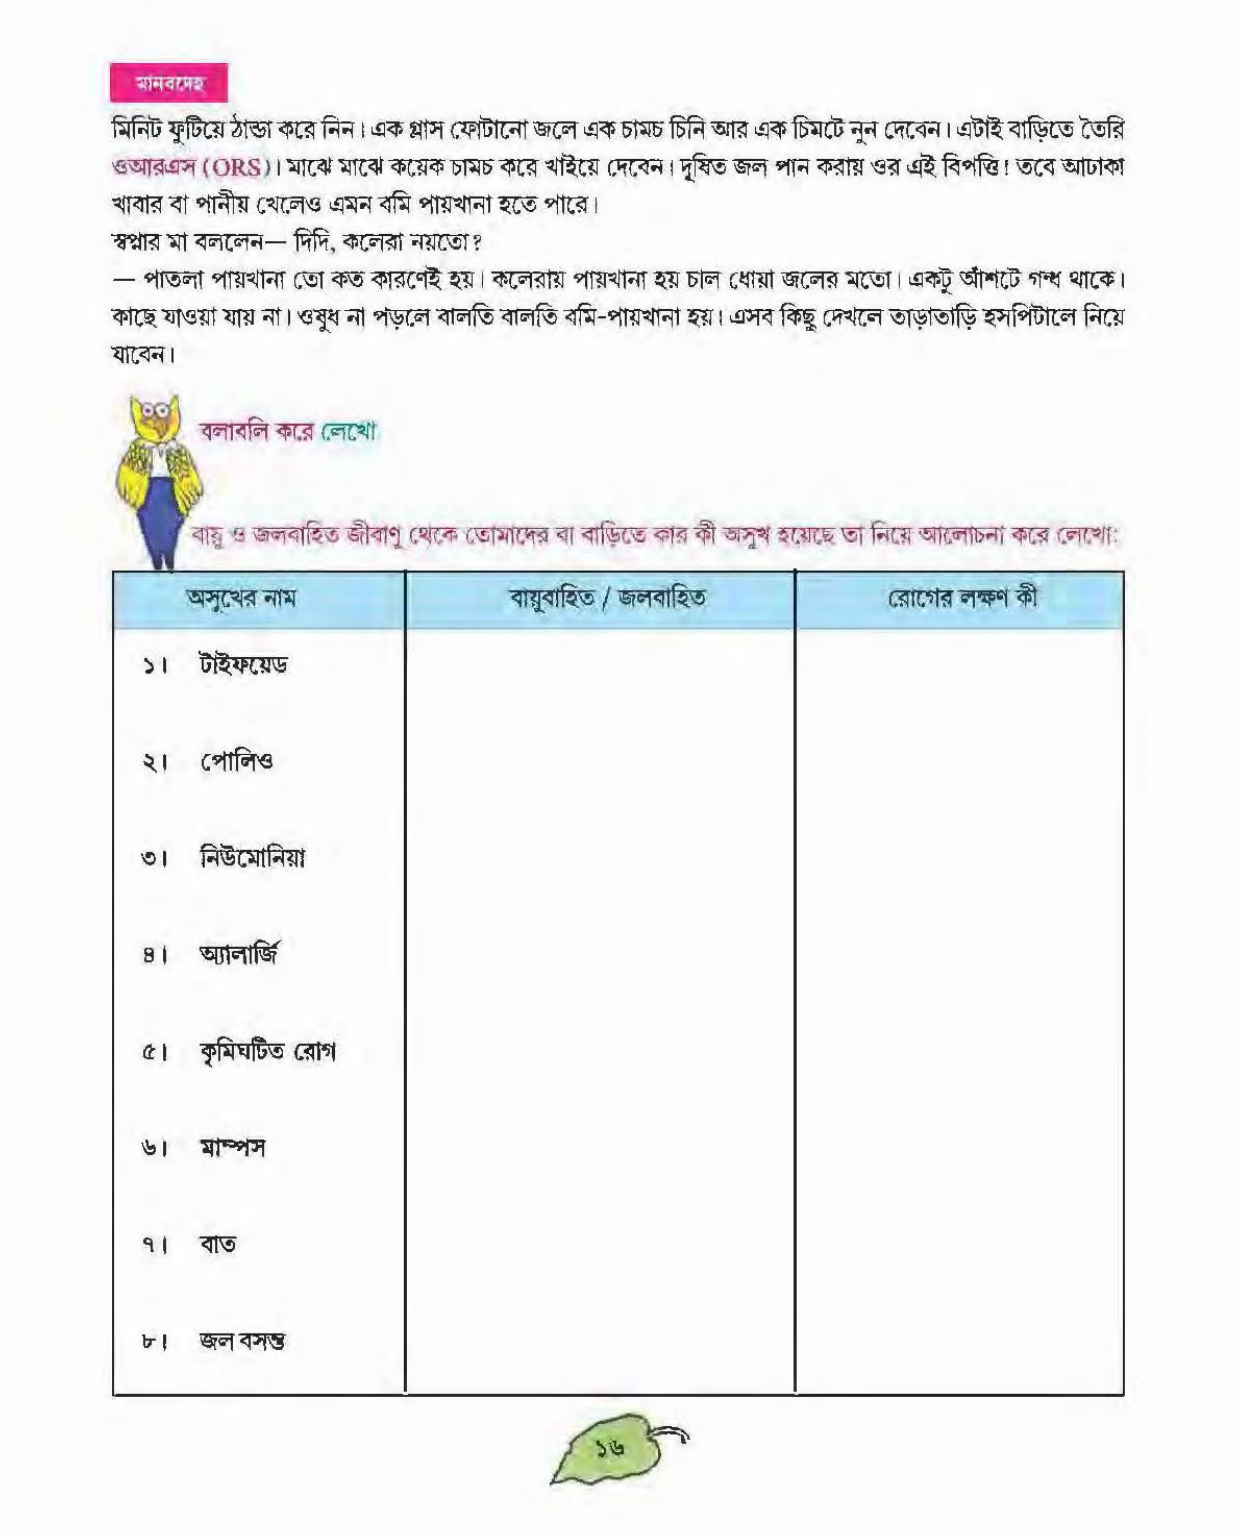 মানবদেহ
মিনিট ফুটিয়ে ঠান্ডা করে নিন। এক গ্লাস ফোটানো জলে এক চামচ চিনি আর এক চিমটে নুন দেবেন। এটাই বাড়িতে তৈরি
ওআরএস (ORS)। মাঝে মাঝে কয়েক চামচ করে খাইয়ে দেবেন। দূষিত জল পান করায় ওর এই বিপত্তি! তবে আঢাকা
খাবার বা পানীয় খেলেও এমন বমি পায়খানা হতে পারে।
স্বপ্নার মা বললেন— দিদি, কলেরা নয়তো?
— পাতলা পায়খানা তো কত কারণেই হয়। কলেরায় পায়খানা হয় চাল ধোয়া জলের মতো। একটু আঁশটে গন্ধ থাকে।
কাছে যাওয়া যায় না। ওষুধ না পড়লে বালতি বালতি বমি-পায়খানা হয়। এসব কিছু দেখলে তাড়াতাড়ি হসপিটালে নিয়ে
যাবেন।
বলাবলি করে লেখো
বায়ু ও জলবাহিত জীবাণু থেকে তোমাদের বা বাড়িতে কার কী অসুখ হয়েছে তা নিয়ে আলোচনা করে লেখো:
অসুখের নাম বায়ুবাহিত / জলবাহিত রোগের লক্ষণ কী
১। টাইফয়েড
২। পোলিও
৩। নিউমোনিয়া
৪। অ্যালার্জি
৫। কৃমিঘটিত রোগ
৬। মাম্পস
৭। বাত
৮। জল বসন্ত
১৬